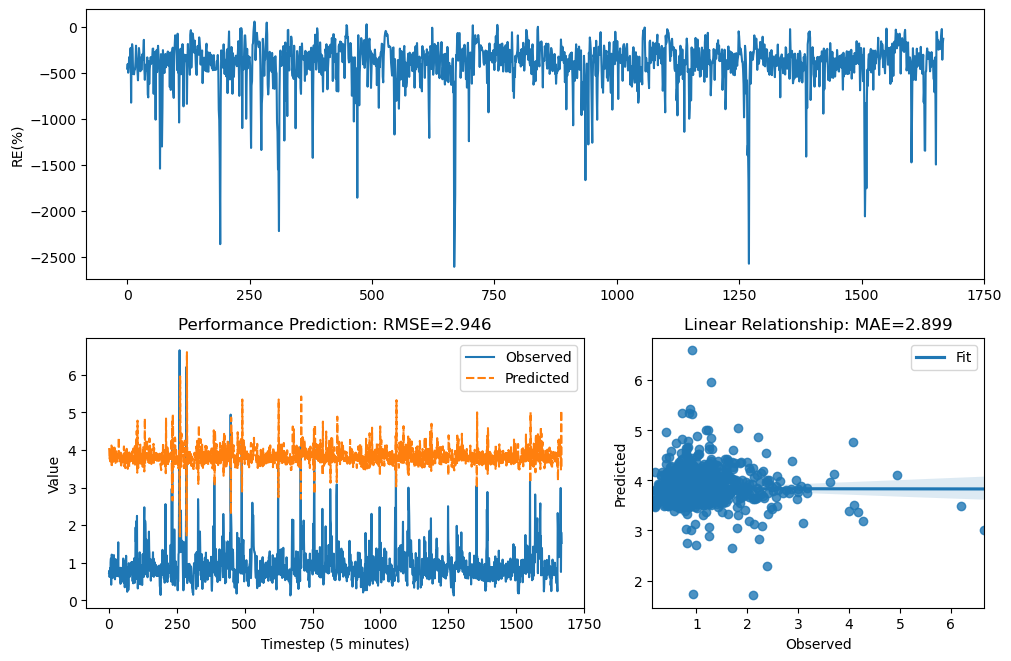 0
−500
−1000
−1500
−2000
−2500
RE(%)
0 250 500 750 1000 1250 1500 1750
Performance Prediction: RMSE=2.946
Observed
Predicted
6
5
4
3
2
1
0
Value
0 250 500 750 1000 1250 1500 1750
Timestep (5 minutes)
Linear Relationship: MAE=2.899
Fit
6
5
4
3
2
Predicted
1 2 3 4 5 6
Observed